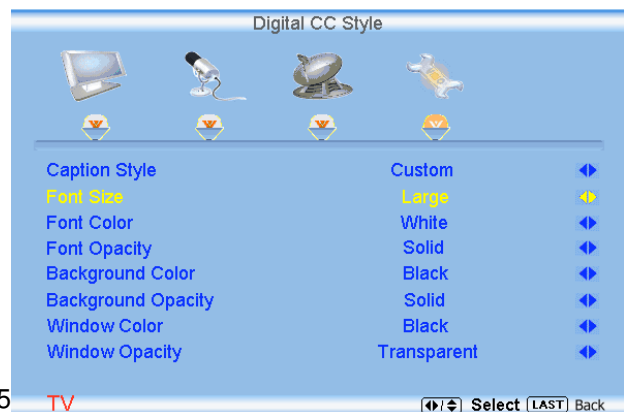 Digital CC Style
Caption Style Custom
Font Size Large
Font Color White
Font Opacity Solid
Background Color Black
Background Opacity Solid
Window Color Black
Window Opacity Transparent
5
TV Select LAST Back